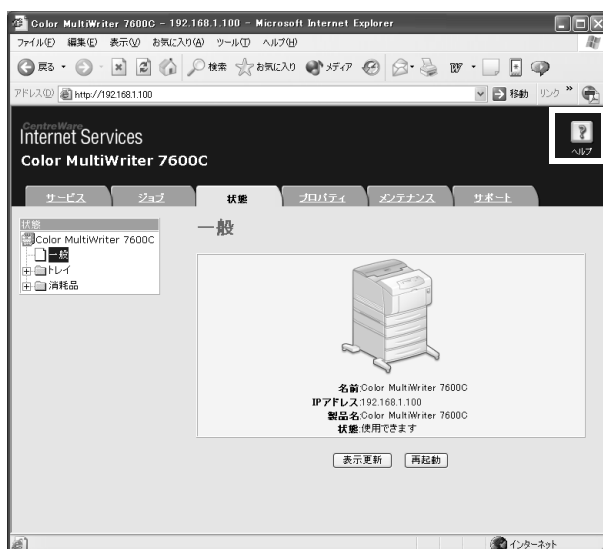 Color MultiWriter 7600C - 192.168.1.100 - Microsoft Internet Explorer
ファイル(F) 編集(E) 表示(V) お気に入り(A) ツール(T) ヘルプ(H)
戻る 検索 お気に入り メディア
アドレス(D) http://192.168.1.100 移動 リンク »
CentreWare
Internet Services
Color MultiWriter 7600C
ヘルプ
サービス ジョブ 状態 プロパティ メンテナンス サポート
状態
Color MultiWriter 7600C
一般
トレイ
消耗品
一般
名前:Color MultiWriter 7600C
IPアドレス:192.168.1.100
製品名:Color MultiWriter 7600C
状態:使用できます
表示更新 再起動
インターネット